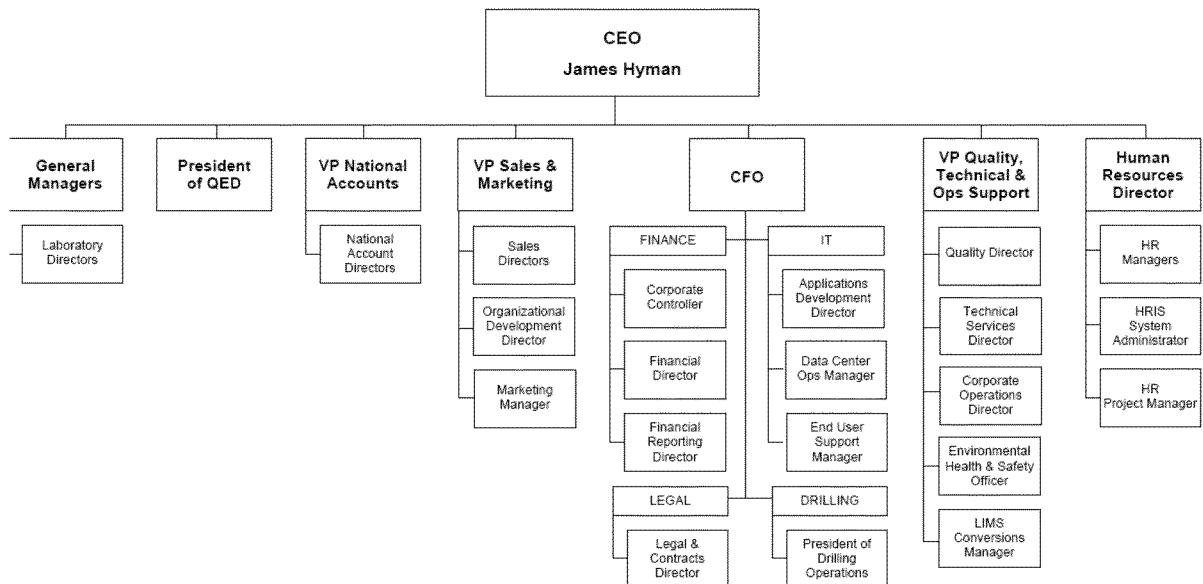 CEO
James Hyman
General
Managers
President
of QED
VP National
Accounts
VP Sales &
Marketing
CFO
VP Quality,
Technical &
Ops Support
Human
Resources
Director
Laboratory
Directors
National
Account
Directors
Sales
Directors
Organizational
Development
Director
Marketing
Manager
FINANCE
Corporate
Controller
Financial
Director
Financial
Reporting
Director
LEGAL
Legal &
Contracts
Director
IT
Applications
Development
Director
Data Center
Ops Manager
End User
Support
Manager
DRILLING
President of
Drilling
Operations
Quality Director
Technical
Services
Director
Corporate
Operations
Director
Environmental
Health & Safety
Officer
LIMS
Conversions
Manager
HR
Managers
HRIS
System
Administrator
HR
Project Manager